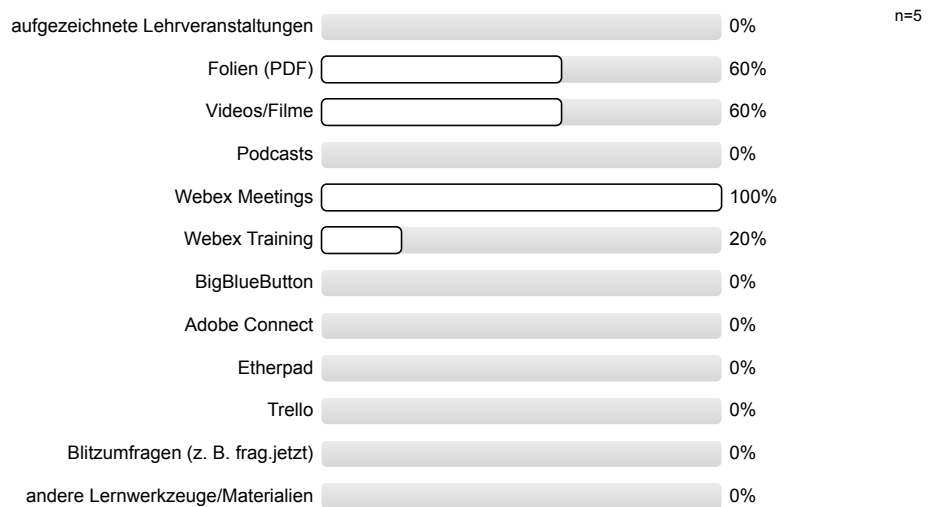 aufgezeichnete Lehrveranstaltungen 0% n=5
Folien (PDF) 60%
Videos/Filme 60%
Podcasts 0%
Webex Meetings 100%
Webex Training 20%
BigBlueButton 0%
Adobe Connect 0%
Etherpad 0%
Trello 0%
Blitzumfragen (z. B. frag.jetzt) 0%
andere Lernwerkzeuge/Materialien 0%